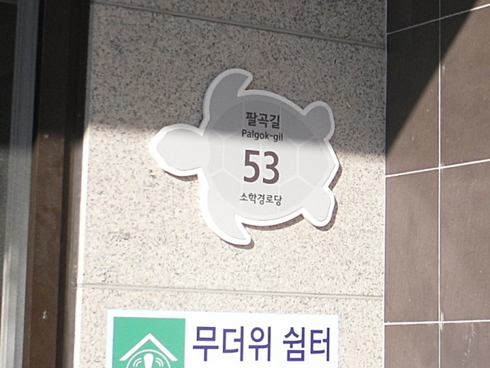 팔곡길
Palgok-gil
53
소학경로당
무더위 쉼터